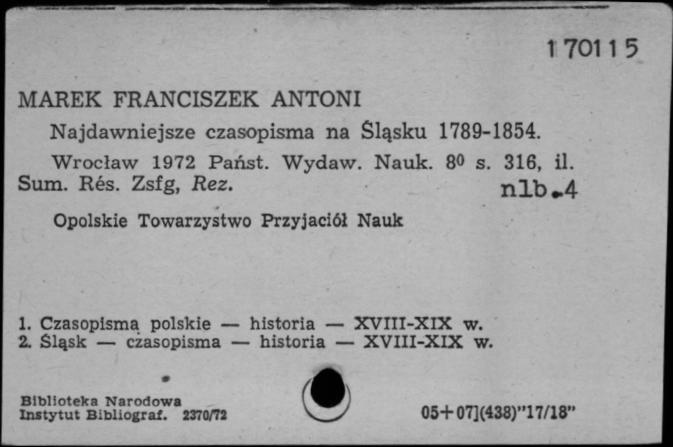 170115
MAREK FRANCISZEK ANTONI
Najdawniejsze czasopisma na Śląsku 1789-1854.
Wrocław 1972 Państ. Wydaw. Nauk. 8⁰ s. 316, il.
Sum. Rés. Zsfg, Rez. nlb.4
Opolskie Towarzystwo Przyjaciół Nauk
1. Czasopisma polskie — historia — XVIII-XIX w.
2. Śląsk — czasopisma — historia — XVIII-XIX w.
Biblioteka Narodowa
Instytut Bibliograf. 2370/72 05+07](438)"17/18"